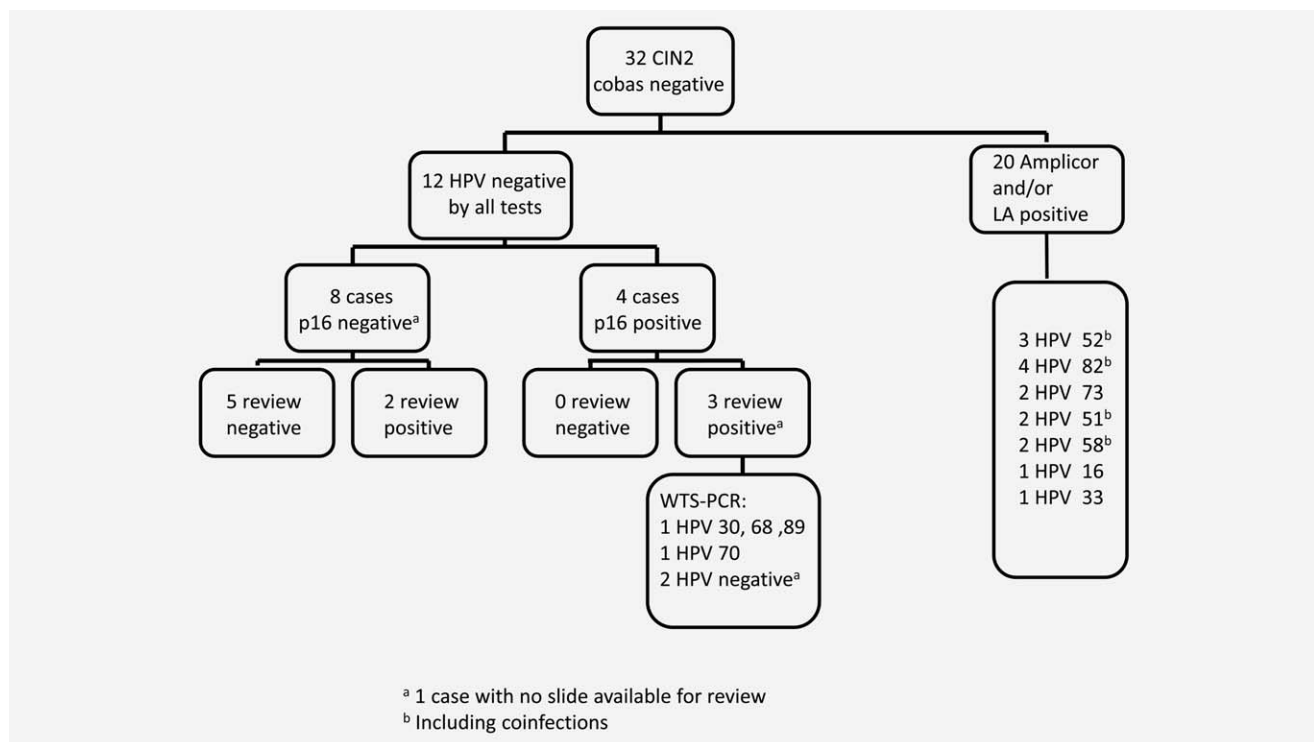 32 CIN2
cobas negative
12 HPV negative
by all tests
20 Amplicor
and/or
LA positive
8 cases
p16 negativeᵃ
4 cases
p16 positive
5 review
negative
2 review
positive
0 review
negative
3 review
positiveᵃ
3 HPV 52ᵇ
4 HPV 82ᵇ
2 HPV 73
2 HPV 51ᵇ
2 HPV 58ᵇ
1 HPV 16
1 HPV 33
WTS-PCR:
1 HPV 30, 68 ,89
1 HPV 70
2 HPV negativeᵃ
ᵃ 1 case with no slide available for review
ᵇ Including coinfections